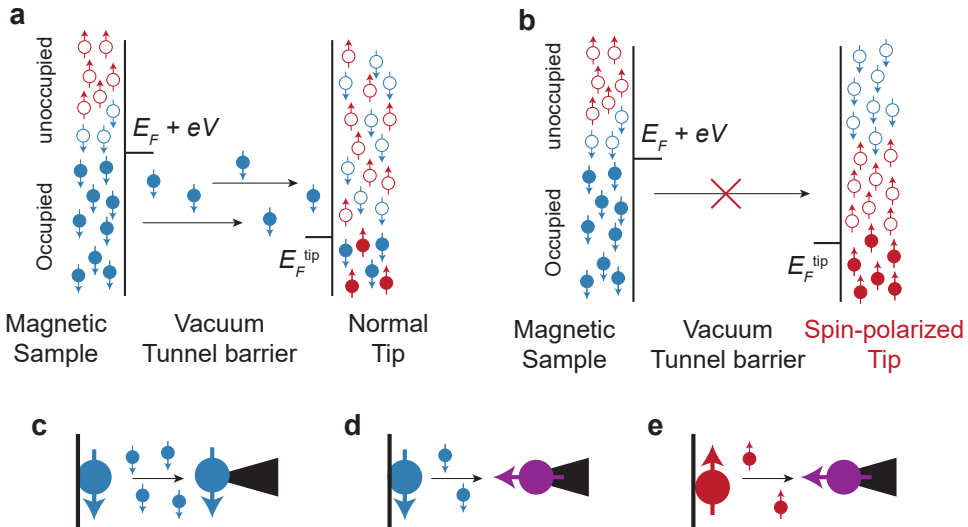 a
unoccupied
Occupied
E_F + eV
E_F^tip
Magnetic
Sample
Vacuum
Tunnel barrier
Normal
Tip
b
unoccupied
Occupied
E_F + eV
E_F^tip
Magnetic
Sample
Vacuum
Tunnel barrier
Spin-polarized
Tip
c
d
e